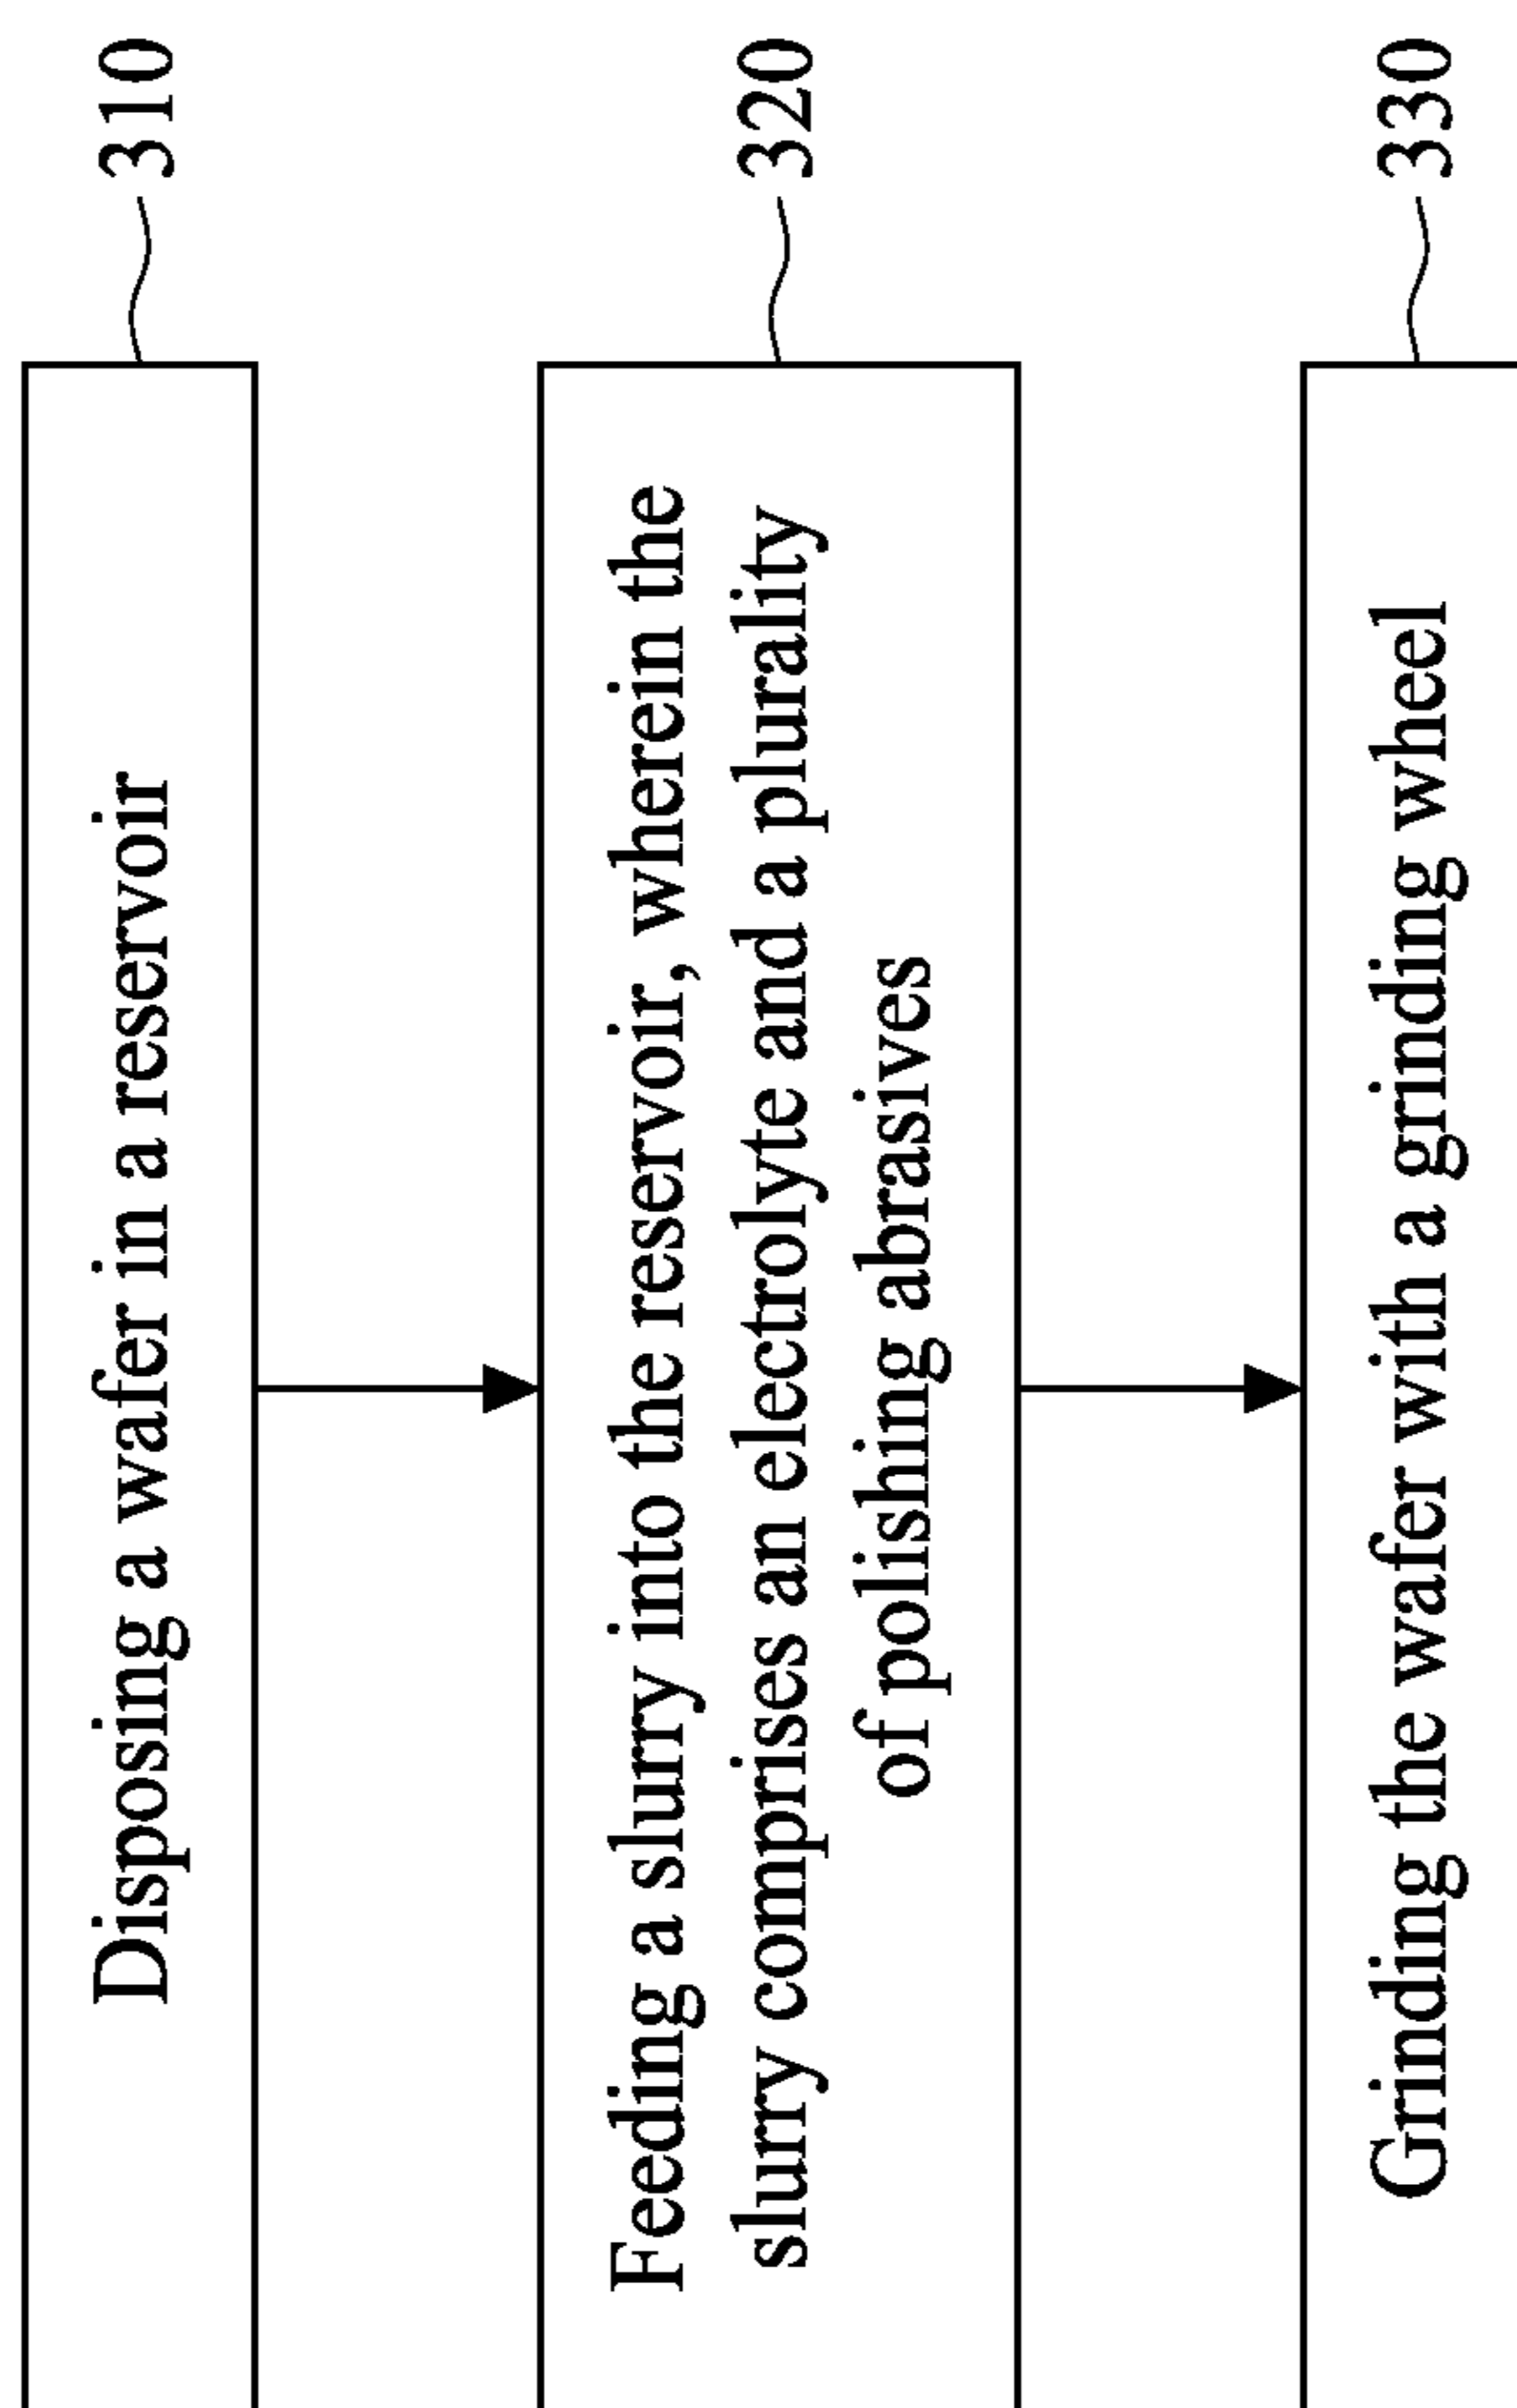 Disposing a wafer in a reservoir
310
Feeding a slurry into the reservoir, wherein the
slurry comprises an electrolyte and a plurality
of polishing abrasives
320
Grinding the wafer with a grinding wheel
330